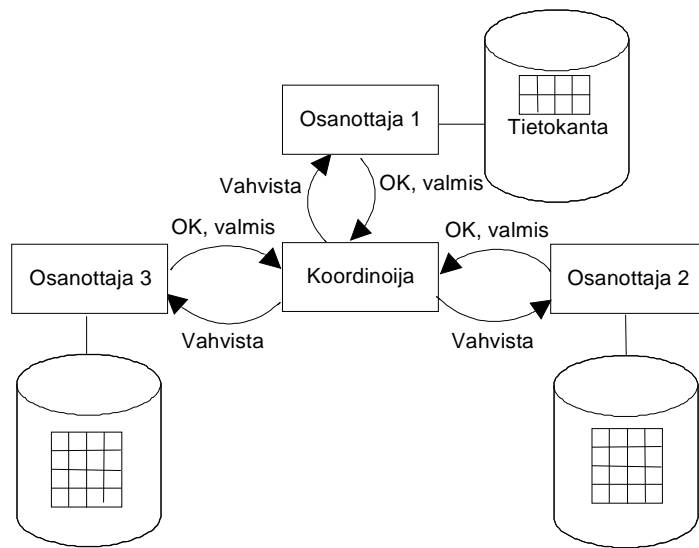 Osanottaja 1
Tietokanta
Vahvista
OK, valmis
OK, valmis
OK, valmis
Osanottaja 3
Koordinoija
Osanottaja 2
Vahvista
Vahvista